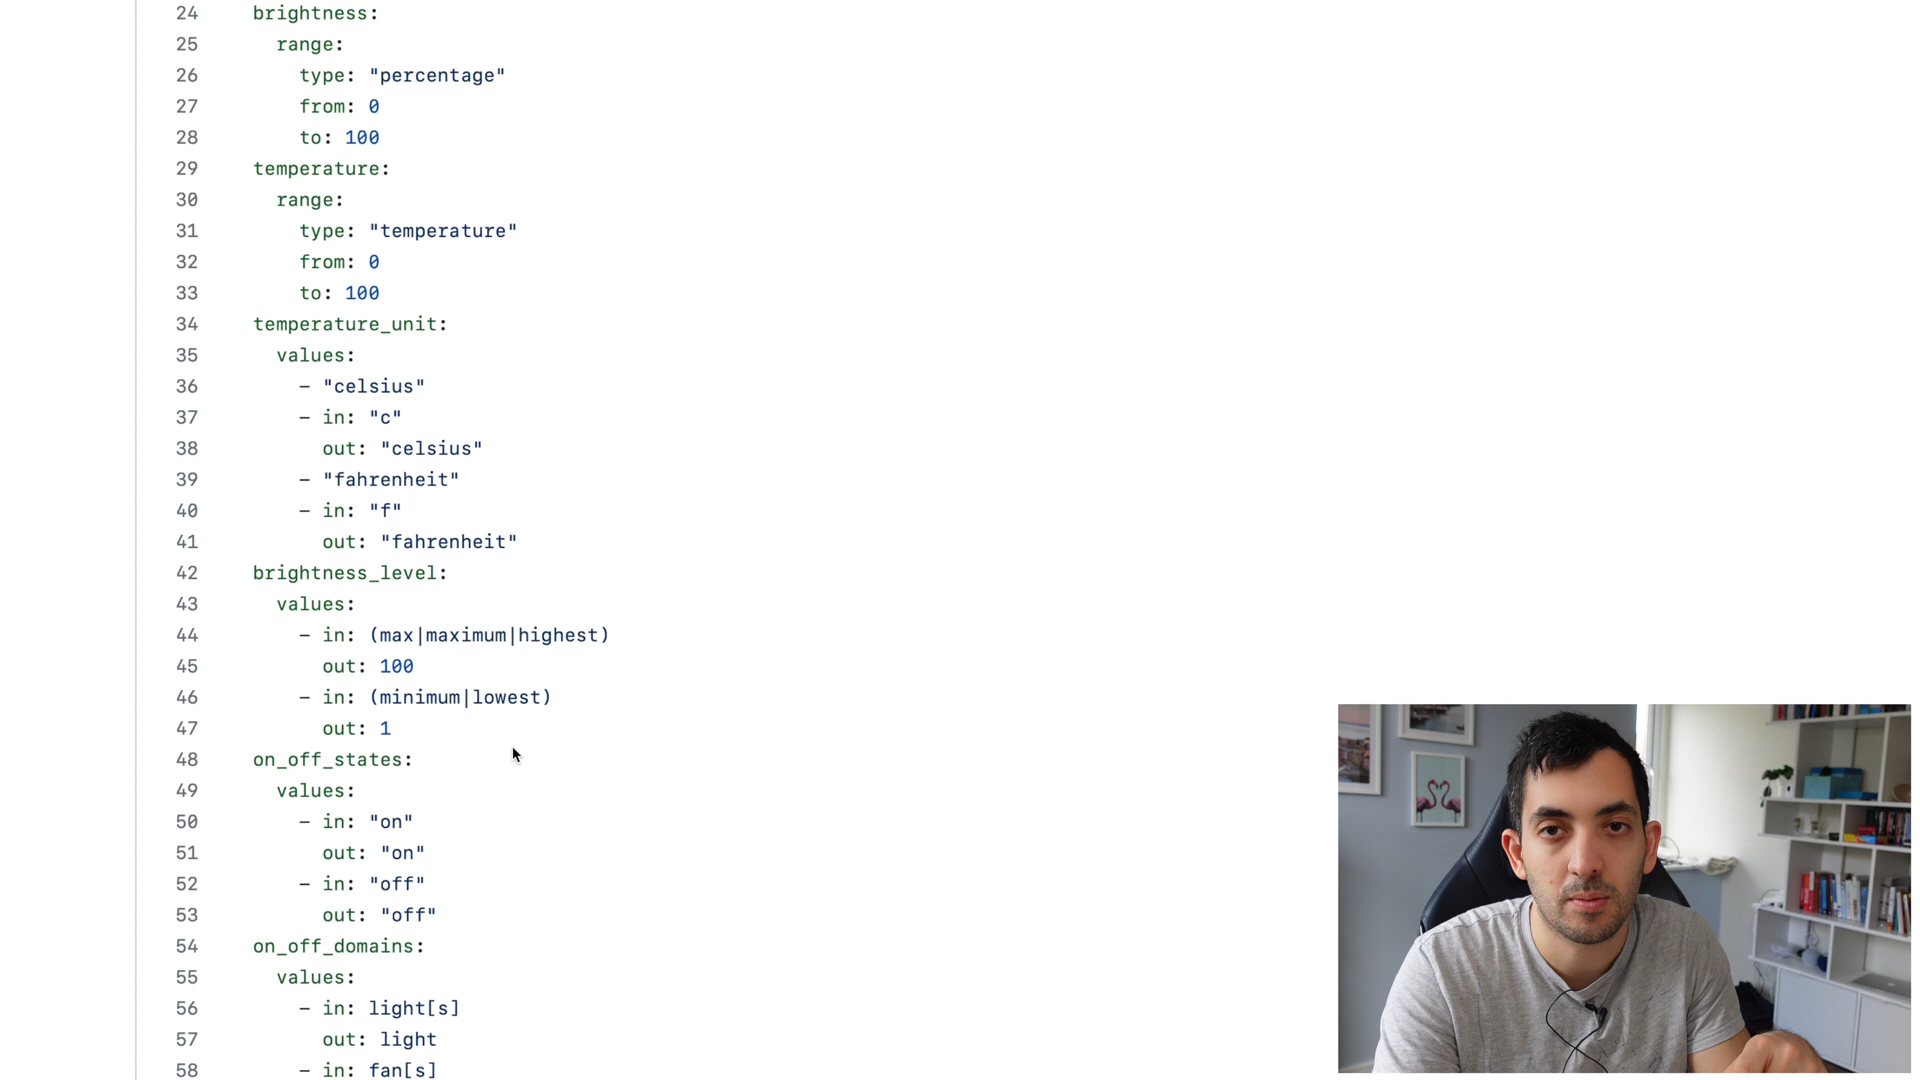 24 brightness:
25 range:
26 type: "percentage"
27 from: 0
28 to: 100
29 temperature:
30 range:
31 type: "temperature"
32 from: 0
33 to: 100
34 temperature_unit:
35 values:
36 - "celsius"
37 - in: "c"
38 out: "celsius"
39 - "fahrenheit"
40 - in: "f"
41 out: "fahrenheit"
42 brightness_level:
43 values:
44 - in: (max|maximum|highest)
45 out: 100
46 - in: (minimum|lowest)
47 out: 1
48 on_off_states:
49 values:
50 - in: "on"
51 out: "on"
52 - in: "off"
53 out: "off"
54 on_off_domains:
55 values:
56 - in: light[s]
57 out: light
58 - in: fan[s]